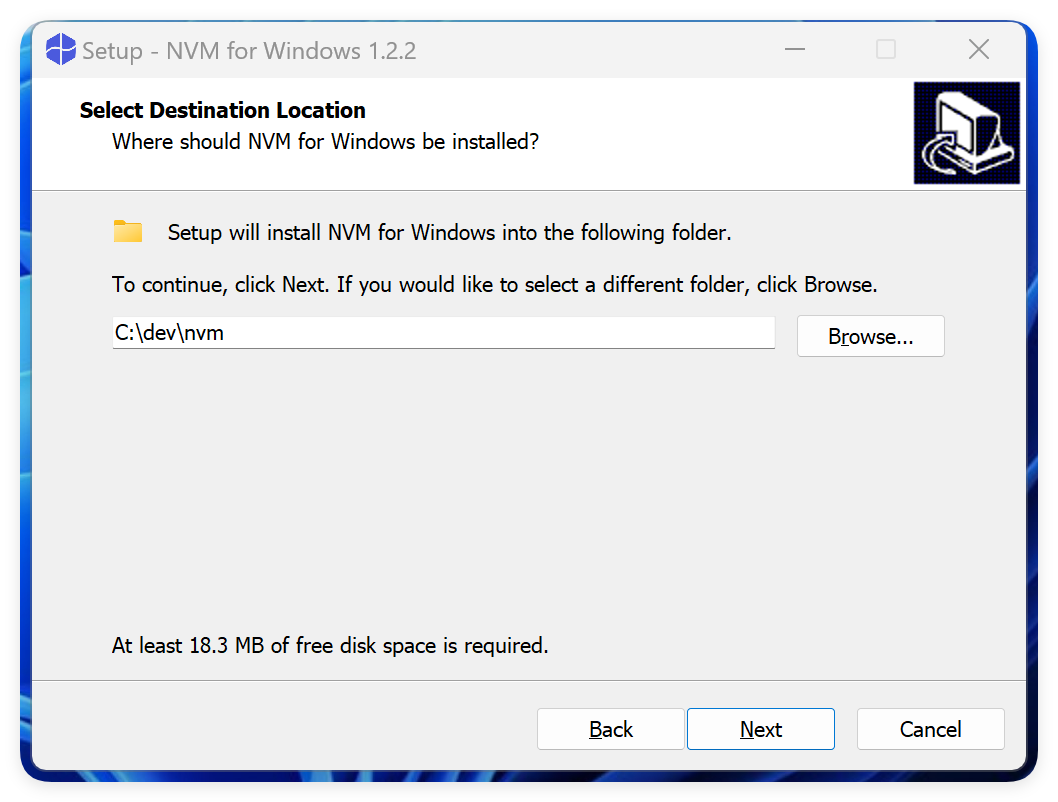 Setup - NVM for Windows 1.2.2
Select Destination Location
Where should NVM for Windows be installed?
Setup will install NVM for Windows into the following folder.
To continue, click Next. If you would like to select a different folder, click Browse.
C:\dev\nvm
Browse...
At least 18.3 MB of free disk space is required.
Back
Next
Cancel